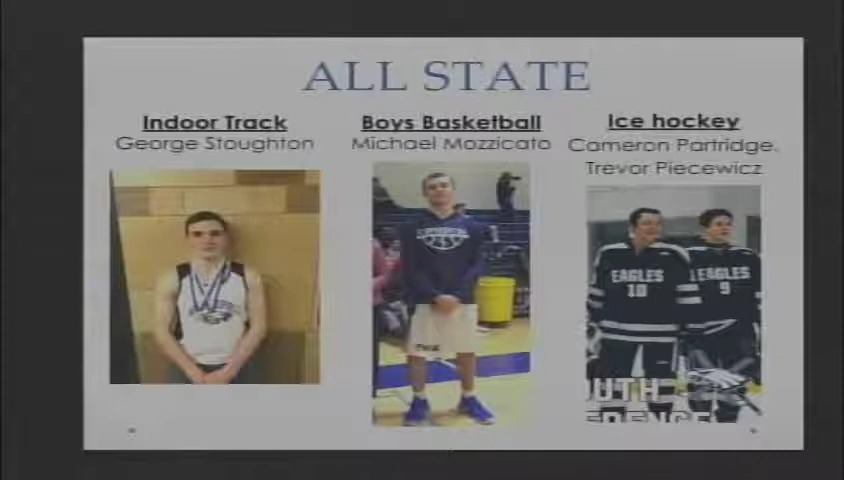 ALL STATE
Indoor Track
George Stoughton
Boys Basketball
Michael Mozzicato
Ice hockey
Cameron Partridge,
Trevor Piecewicz
EAGLES
10
EAGLES
9